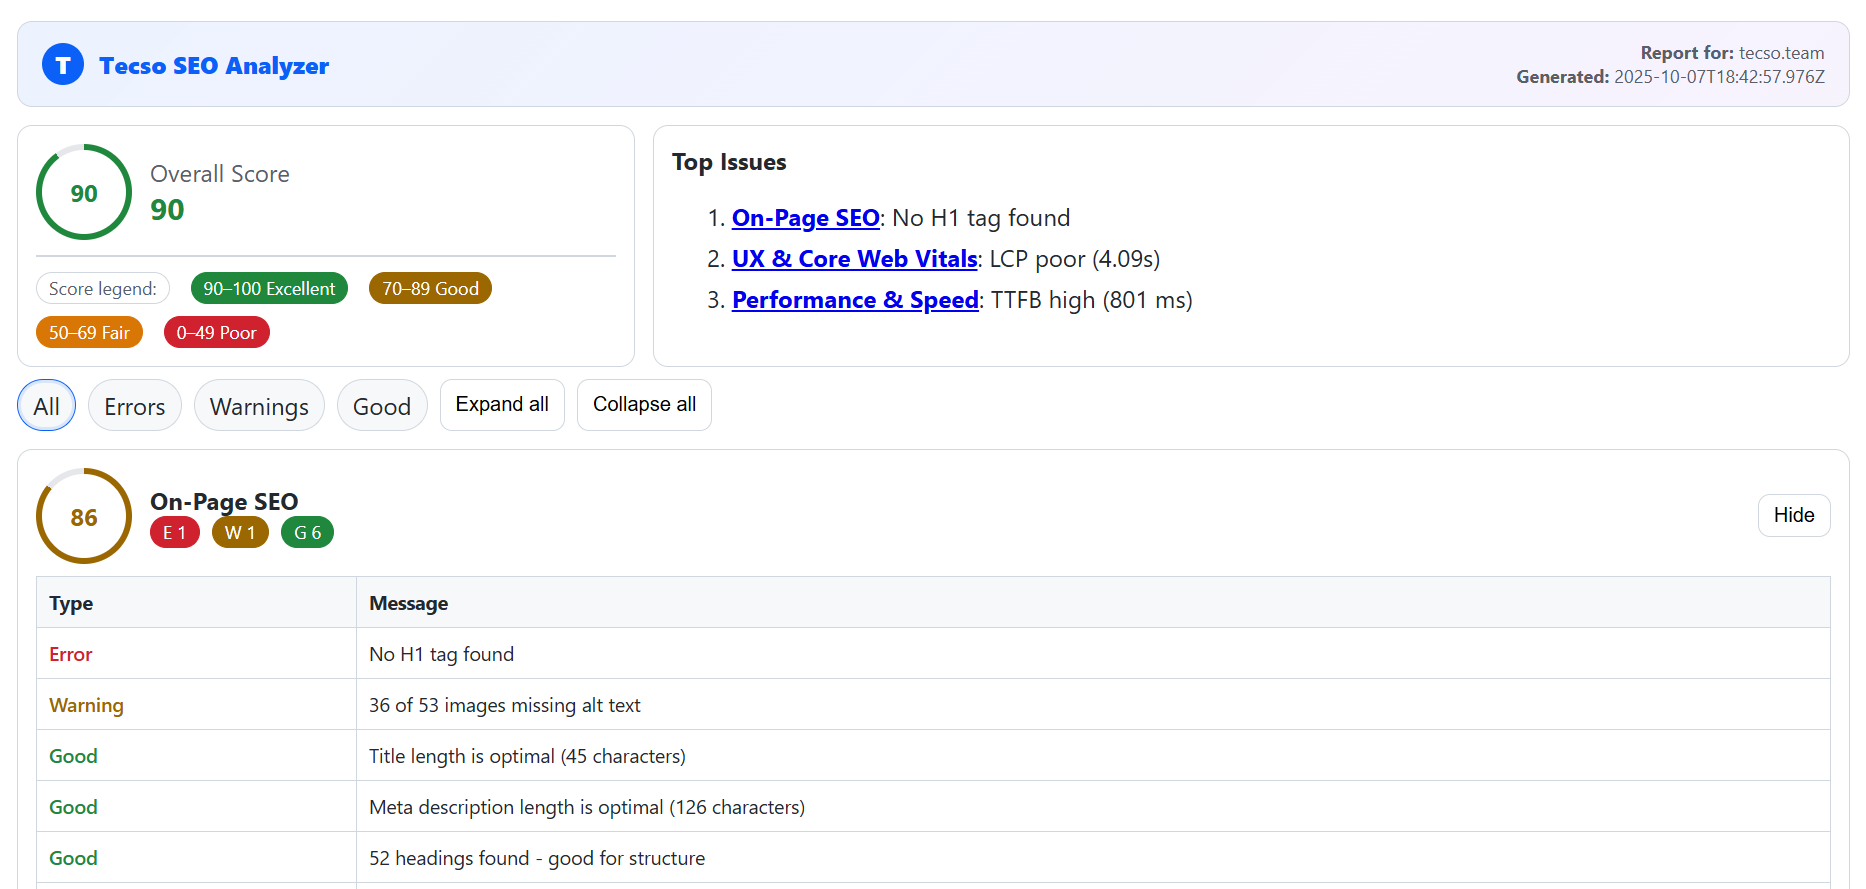 T Tecso SEO Analyzer
Report for: tecso.team
Generated: 2025-10-07T18:42:57.976Z
90
Overall Score
90
Score legend: 90–100 Excellent 70–89 Good
50–69 Fair 0–49 Poor
Top Issues
1. On-Page SEO: No H1 tag found
2. UX & Core Web Vitals: LCP poor (4.09s)
3. Performance & Speed: TTFB high (801 ms)
All Errors Warnings Good Expand all Collapse all
86
On-Page SEO
E 1 W 1 G 6
Hide
Type Message
Error No H1 tag found
Warning 36 of 53 images missing alt text
Good Title length is optimal (45 characters)
Good Meta description length is optimal (126 characters)
Good 52 headings found - good for structure